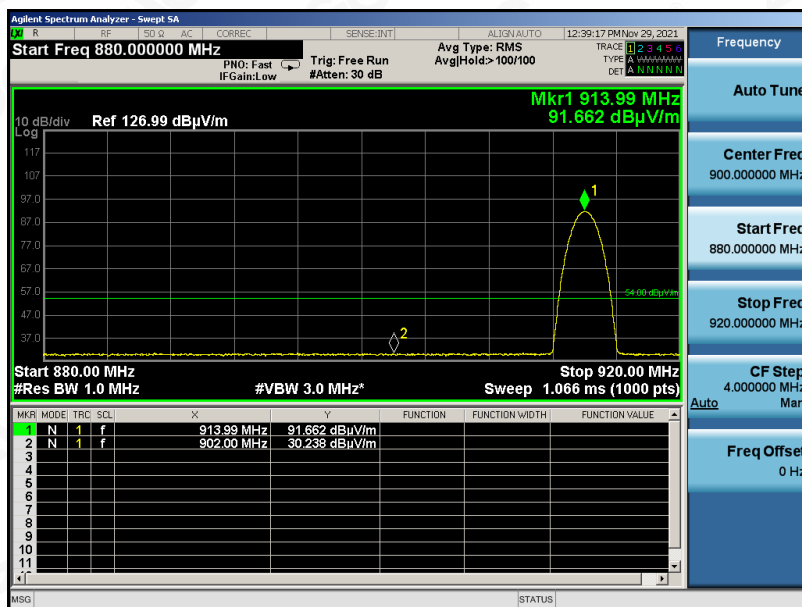 Agilent Spectrum Analyzer - Swept SA
LXI R RF 50 Ω AC CORREC SENSE:INT ALIGN AUTO 12:39:17 PM Nov 29, 2021
Start Freq 880.000000 MHz Avg Type: RMS TRACE 1 2 3 4 5 6
PNO: Fast Trig: Free Run Avg|Hold:> 100/100 TYPE A WWWWW
IFGain:Low #Atten: 30 dB DET A N N N N N
Mkr1 913.99 MHz
10 dB/div Ref 126.99 dBµV/m 91.662 dBµV/m
Log
117
107
97.0
1
87.0
77.0
67.0
57.0
54.00 dBµV/m
47.0
37.0
2
Start 880.00 MHz Stop 920.00 MHz
#Res BW 1.0 MHz #VBW 3.0 MHz* Sweep 1.066 ms (1000 pts)
MKR MODE TRC SCL X Y FUNCTION FUNCTION WIDTH FUNCTION VALUE
1 N 1 f 913.99 MHz 91.662 dBµV/m
2 N 1 f 902.00 MHz 30.238 dBµV/m
3
4
5
6
7
8
9
10
11
MSG STATUS
Frequency
Auto Tune
Center Freq
900.000000 MHz
Start Freq
880.000000 MHz
Stop Freq
920.000000 MHz
CF Step
4.000000 MHz
Auto Man
Freq Offset
0 Hz